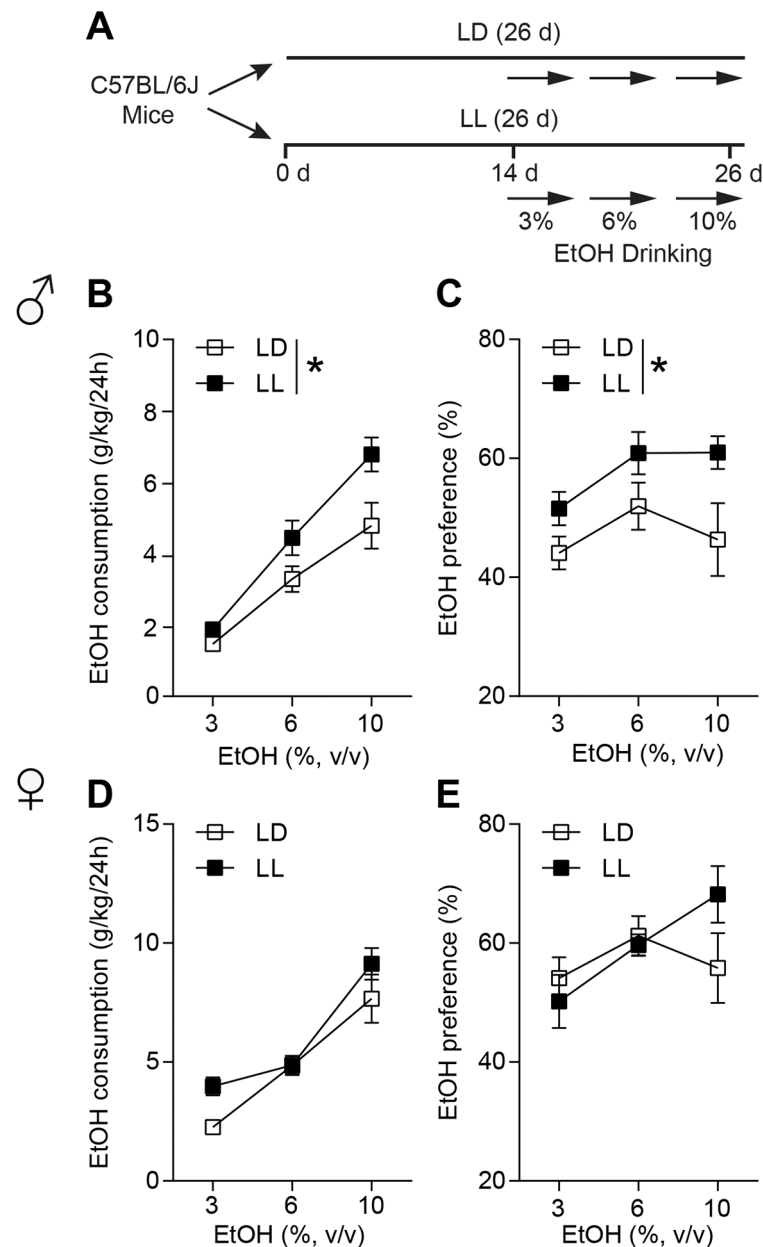 A
LD (26 d)
C57BL/6J
Mice
LL (26 d)
0 d 14 d 26 d
3% 6% 10%
EtOH Drinking
♂
B
EtOH consumption (g/kg/24h)
10
8
6
4
2
0
LD
LL
*
3 6 10
EtOH (%, v/v)
C
EtOH preference (%)
80
60
40
20
LD
LL
*
3 6 10
EtOH (%, v/v)
♀
D
EtOH consumption (g/kg/24h)
15
10
5
0
LD
LL
3 6 10
EtOH (%, v/v)
E
EtOH preference (%)
80
60
40
20
LD
LL
3 6 10
EtOH (%, v/v)